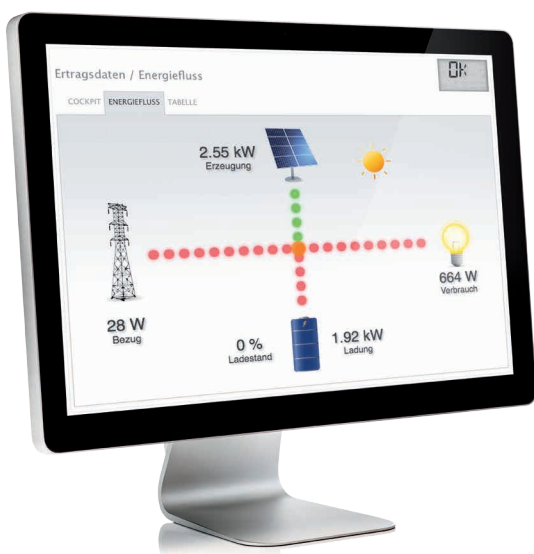 Ertragsdaten / Energiefluss
OK
COCKPIT ENERGIEFLUSS TABELLE
2.55 kW
Erzeugung
28 W
Bezug
664 W
Verbrauch
0 %
Ladestand
1.92 kW
Ladung